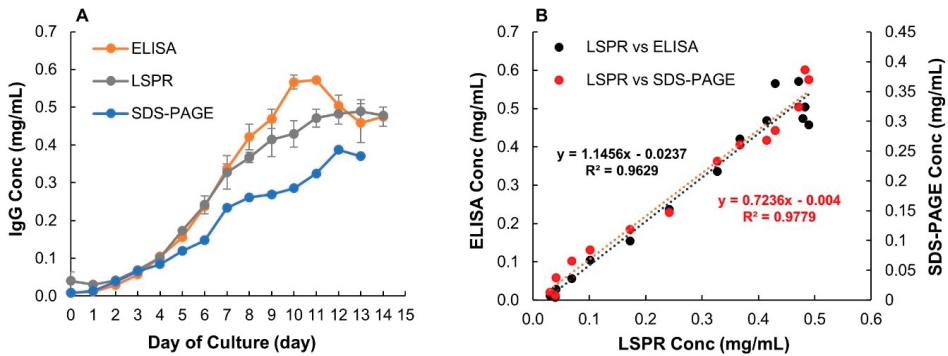 A
IgG Conc (mg/mL)
0.7
0.6
0.5
0.4
0.3
0.2
0.1
0.0
ELISA
LSPR
SDS-PAGE
0 1 2 3 4 5 6 7 8 9 10 11 12 13 14 15
Day of Culture (day)
B
ELISA Conc (mg/mL)
0.7
0.6
0.5
0.4
0.3
0.2
0.1
0.0
LSPR vs ELISA
LSPR vs SDS-PAGE
y = 1.1456x - 0.0237
R² = 0.9629
y = 0.7236x - 0.004
R² = 0.9779
0.45
0.4
0.35
0.3
0.25
0.2
0.15
0.1
0.05
0
SDS-PAGE Conc (mg/mL)
0.0 0.1 0.2 0.3 0.4 0.5 0.6
LSPR Conc (mg/mL)